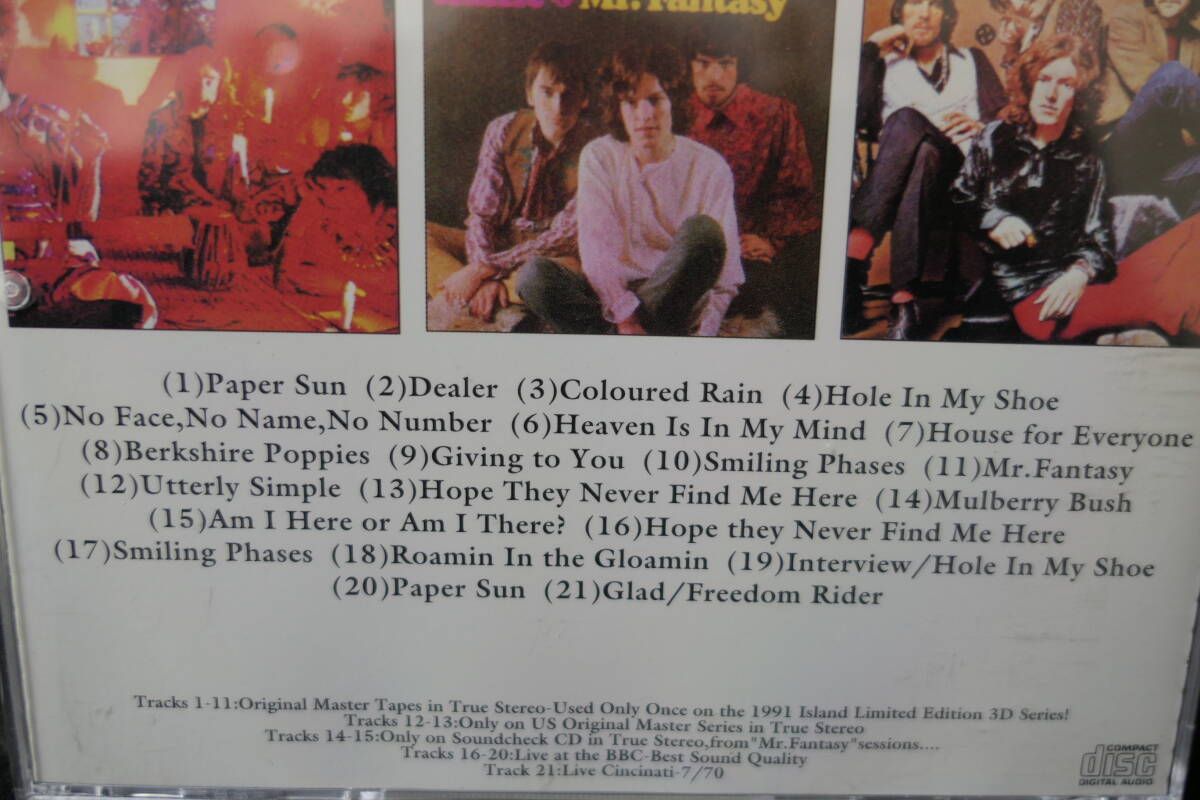 Mr. Fantasy
(1)Paper Sun (2)Dealer (3)Coloured Rain (4)Hole In My Shoe
(5)No Face,No Name,No Number (6)Heaven Is In My Mind (7)House for Everyone
(8)Berkshire Poppies (9)Giving to You (10)Smiling Phases (11)Mr.Fantasy
(12)Utterly Simple (13)Hope They Never Find Me Here (14)Mulberry Bush
(15)Am I Here or Am I There? (16)Hope they Never Find Me Here
(17)Smiling Phases (18)Roamin In the Gloamin (19)Interview/Hole In My Shoe
(20)Paper Sun (21)Glad/Freedom Rider
Tracks 1-11:Original Master Tapes in True Stereo-Used Only Once on the 1991 Island Limited Edition 3D Series!
Tracks 12-13:Only on US Original Master Series in True Stereo
Tracks 14-15:Only on Soundcheck CD in True Stereo,from"Mr.Fantasy"sessions....
Tracks 16-20:Live at the BBC-Best Sound Quality
Track 21:Live Cincinati-7/70
COMPACT
disc
DIGITAL AUDIO